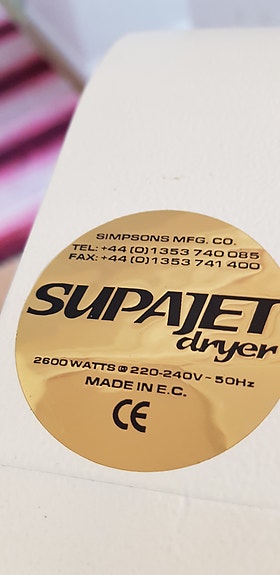 SIMPSONS MFG. CO.
TEL: +44 (0)1353 740 085
FAX: +44 (0)1353 741 400
SUPAJET
dryer
2600 WATTS @ 220-240V ~ 50Hz
MADE IN E.C.
CE